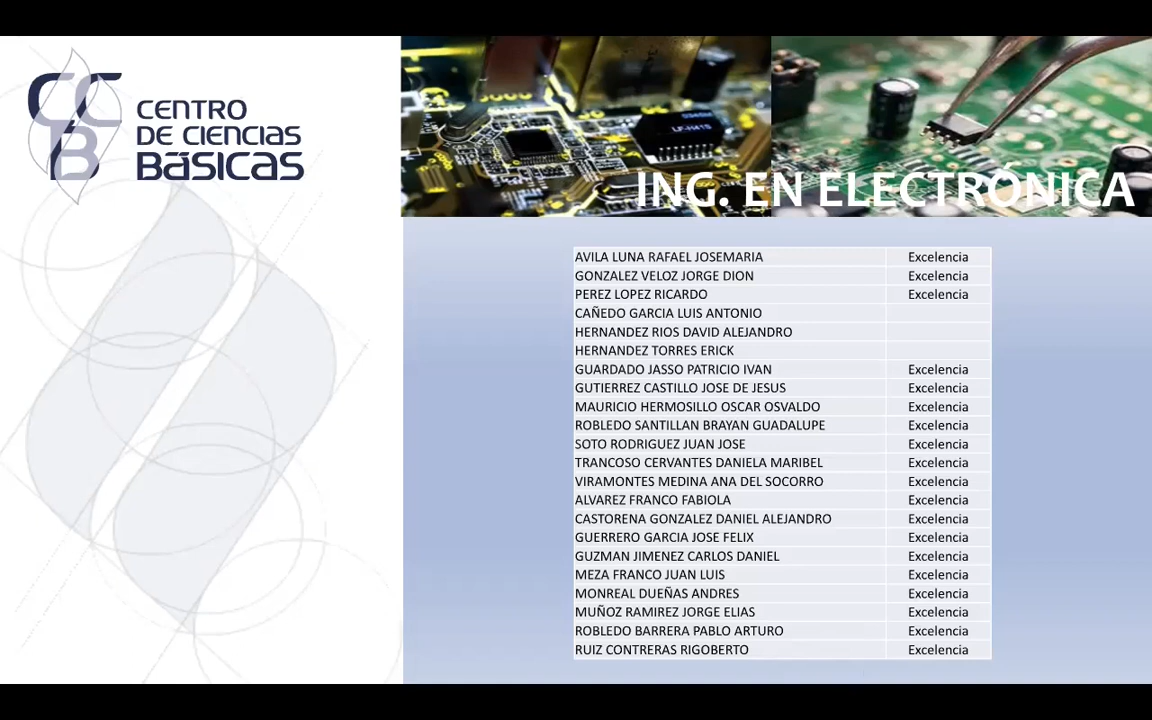 CCB
CENTRO
DE CIENCIAS
BÁSICAS
LF-H41S
ING. EN ELECTRÓNICA
AVILA LUNA RAFAEL JOSEMARIA Excelencia
GONZALEZ VELOZ JORGE DION Excelencia
PEREZ LOPEZ RICARDO Excelencia
CAÑEDO GARCIA LUIS ANTONIO
HERNANDEZ RIOS DAVID ALEJANDRO
HERNANDEZ TORRES ERICK
GUARDADO JASSO PATRICIO IVAN Excelencia
GUTIERREZ CASTILLO JOSE DE JESUS Excelencia
MAURICIO HERMOSILLO OSCAR OSVALDO Excelencia
ROBLEDO SANTILLAN BRAYAN GUADALUPE Excelencia
SOTO RODRIGUEZ JUAN JOSE Excelencia
TRANCOSO CERVANTES DANIELA MARIBEL Excelencia
VIRAMONTES MEDINA ANA DEL SOCORRO Excelencia
ALVAREZ FRANCO FABIOLA Excelencia
CASTORENA GONZALEZ DANIEL ALEJANDRO Excelencia
GUERRERO GARCIA JOSE FELIX Excelencia
GUZMAN JIMENEZ CARLOS DANIEL Excelencia
MEZA FRANCO JUAN LUIS Excelencia
MONREAL DUEÑAS ANDRES Excelencia
MUÑOZ RAMIREZ JORGE ELIAS Excelencia
ROBLEDO BARRERA PABLO ARTURO Excelencia
RUIZ CONTRERAS RIGOBERTO Excelencia